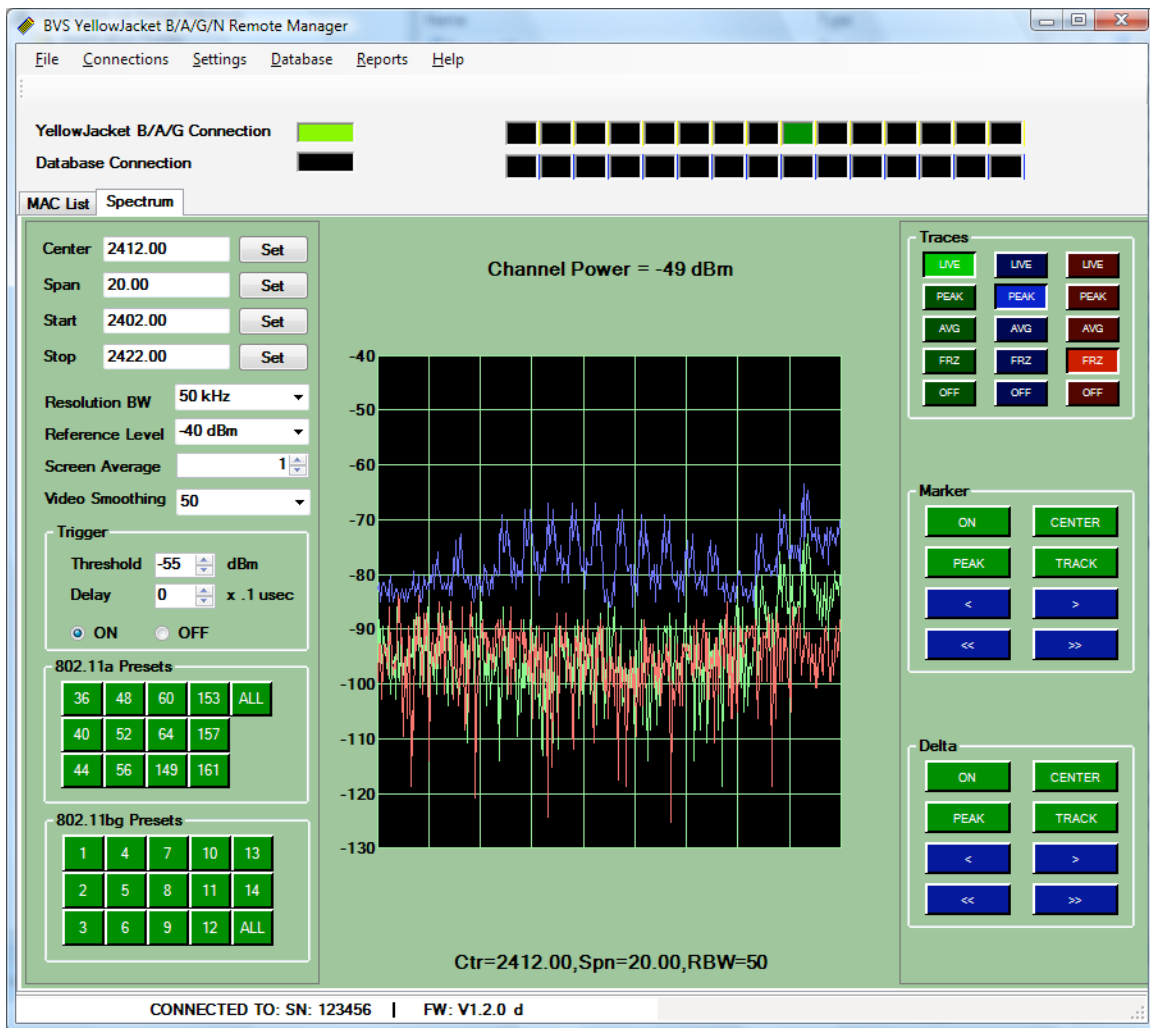 BVS YellowJacket B/A/G/N Remote Manager
File Connections Settings Database Reports Help
YellowJacket B/A/G Connection
Database Connection
MAC List Spectrum
Center 2412.00 Set
Span 20.00 Set
Start 2402.00 Set
Stop 2422.00 Set
Resolution BW 50 kHz
Reference Level -40 dBm
Screen Average 1
Video Smoothing 50
Trigger
Threshold -55 dBm
Delay 0 x .1 usec
ON OFF
802.11a Presets
36 48 60 153 ALL
40 52 64 157
44 56 149 161
802.11bg Presets
1 4 7 10 13
2 5 8 11 14
3 6 9 12 ALL
Channel Power = -49 dBm
-40
-50
-60
-70
-80
-90
-100
-110
-120
-130
Ctr=2412.00,Spn=20.00,RBW=50
Traces
LIVE LIVE LIVE
PEAK PEAK PEAK
AVG AVG AVG
FRZ FRZ FRZ
OFF OFF OFF
Marker
ON CENTER
PEAK TRACK
< >
<< >>
Delta
ON CENTER
PEAK TRACK
< >
<< >>
CONNECTED TO: SN: 123456 | FW: V1.2.0 d